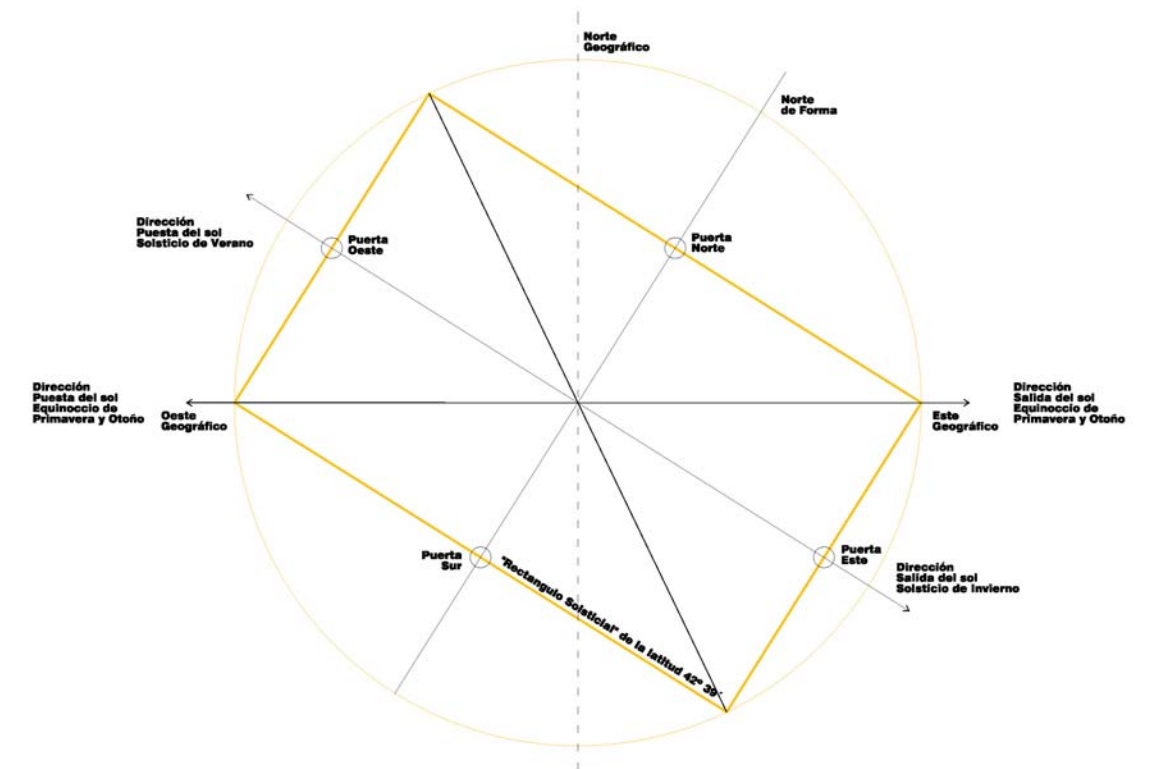 Norte
Geográfico
Norte
de Forma
Dirección
Puesta del sol
Solsticio de Verano
Puerta
Oeste
Puerta
Norte
Dirección
Puesta del sol
Equinoccio de
Primavera y Otoño
Oeste
Geográfico
Este
Geográfico
Dirección
Salida del sol
Equinoccio de
Primavera y Otoño
Puerta
Sur
"Rectangulo Solsticial" de la latitud 42º 39´
Puerta
Este
Dirección
Salida del sol
Solsticio de Invierno